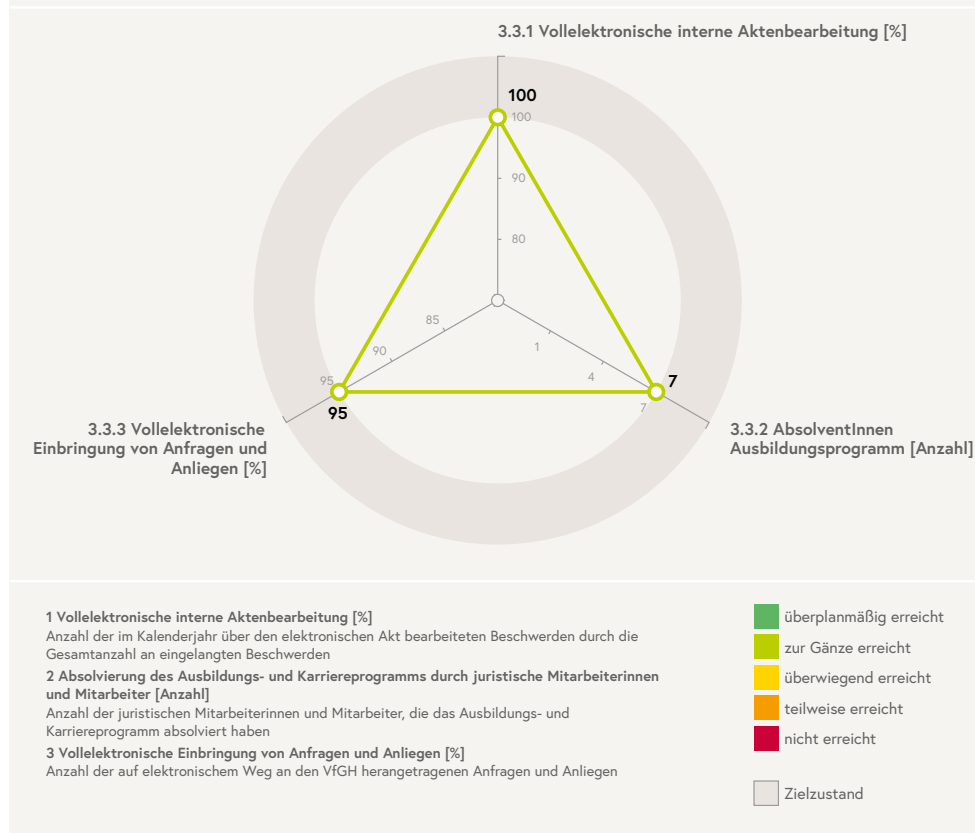 3.3.1 Vollelektronische interne Aktenbearbeitung [%]
100
100
90
80
85
90
95
95
1
4
7
7
3.3.3 Vollelektronische
Einbringung von Anfragen und
Anliegen [%]
3.3.2 AbsolventInnen
Ausbildungsprogramm [Anzahl]
1 Vollelektronische interne Aktenbearbeitung [%]
Anzahl der im Kalenderjahr über den elektronischen Akt bearbeiteten Beschwerden durch die
Gesamtanzahl an eingelangten Beschwerden
2 Absolvierung des Ausbildungs- und Karriereprogramms durch juristische Mitarbeiterinnen
und Mitarbeiter [Anzahl]
Anzahl der juristischen Mitarbeiterinnen und Mitarbeiter, die das Ausbildungs- und
Karriereprogramm absolviert haben
3 Vollelektronische Einbringung von Anfragen und Anliegen [%]
Anzahl der auf elektronischem Weg an den VfGH herangetragenen Anfragen und Anliegen
überplanmäßig erreicht
zur Gänze erreicht
überwiegend erreicht
teilweise erreicht
nicht erreicht
Zielzustand